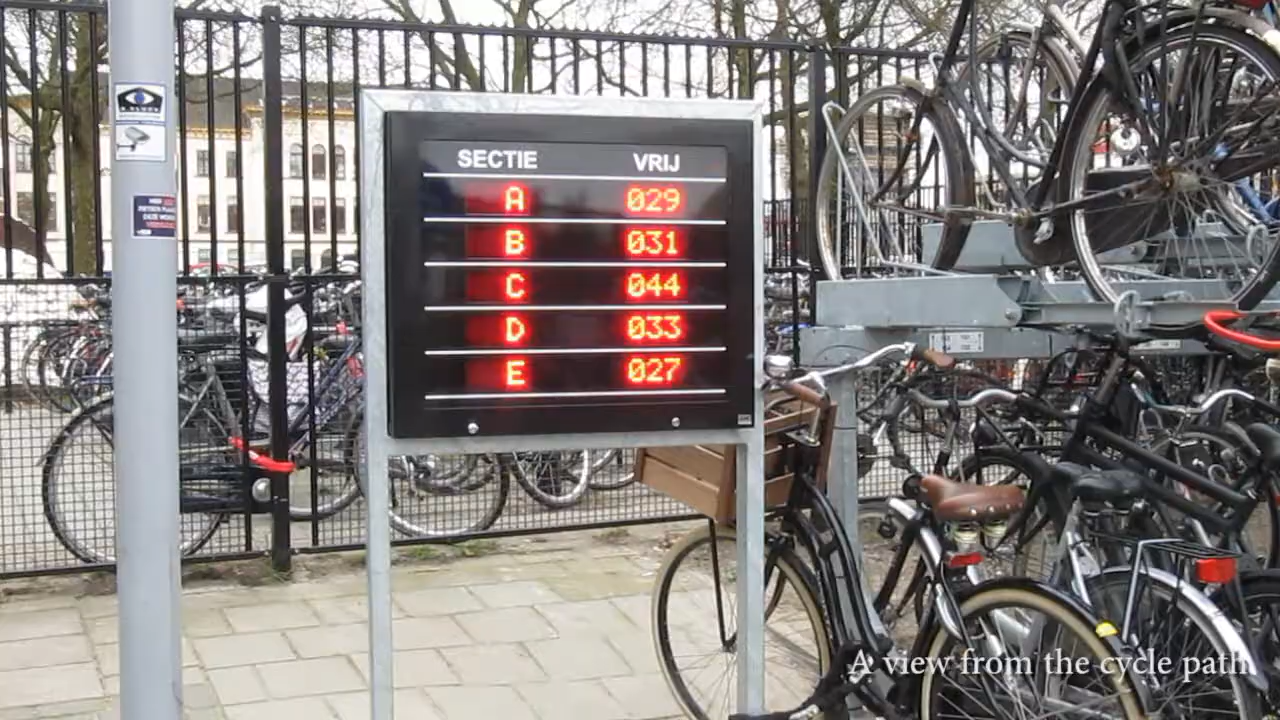 SECTIE VRIJ
A 029
B 031
C 044
D 033
E 027
A view from the cycle path